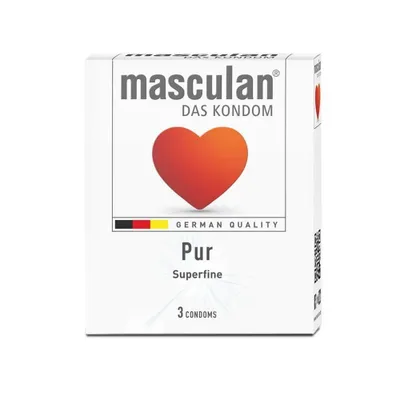 masculan®
DAS KONDOM
GERMAN QUALITY
Pur
Superfine
3 CONDOMS